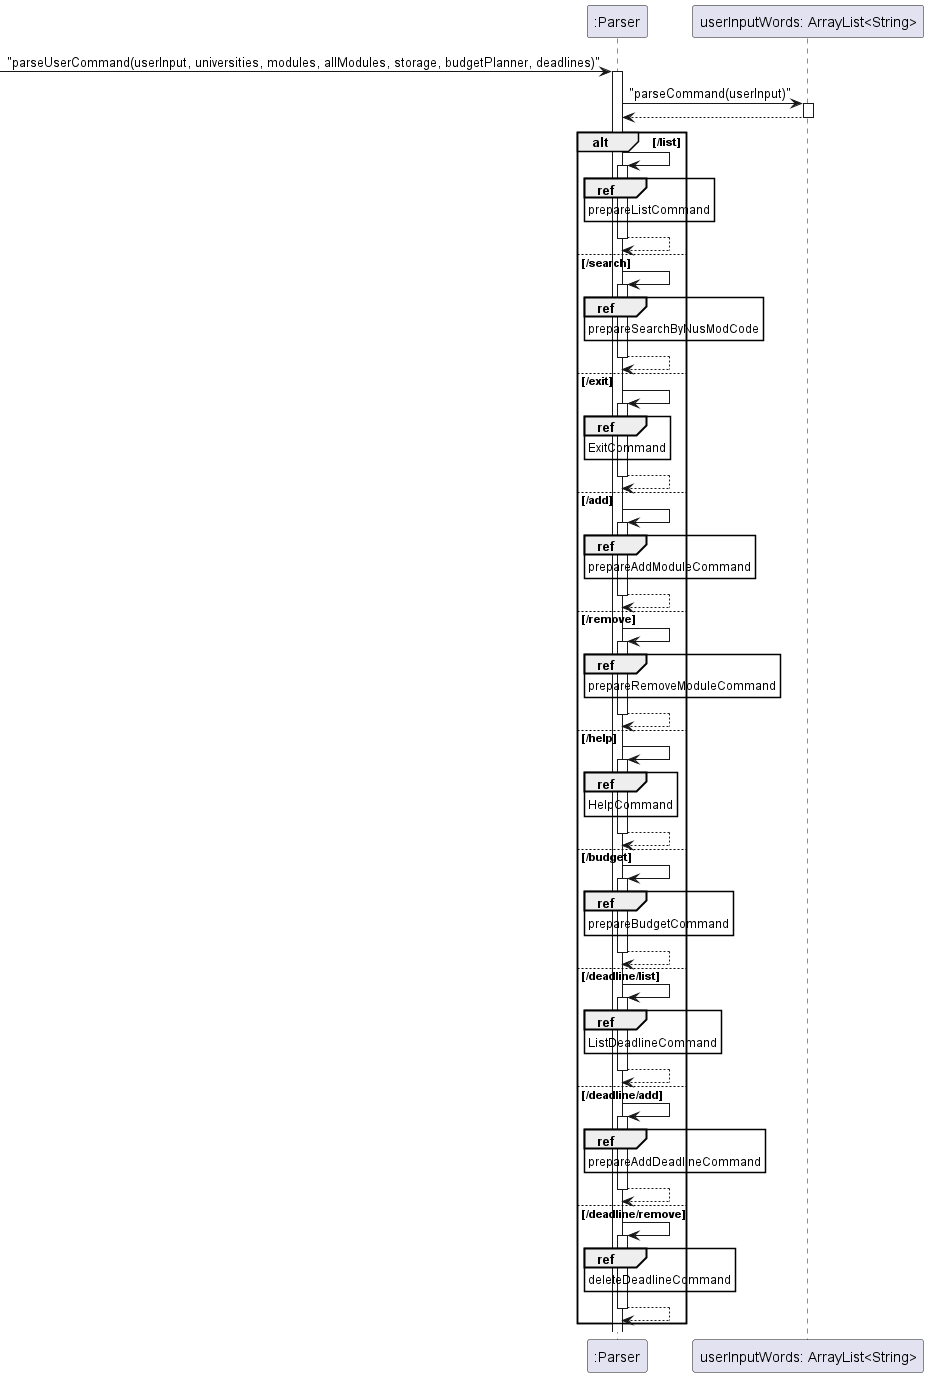 :Parser
userInputWords: ArrayList<String>
"parseUserCommand(userInput, universities, modules, allModules, storage, budgetPlanner, deadlines)"
"parseCommand(userInput)"
alt
[/list]
ref
prepareListCommand
[/search]
ref
prepareSearchByNusModCode
[/exit]
ref
ExitCommand
[/add]
ref
prepareAddModuleCommand
[/remove]
ref
prepareRemoveModuleCommand
[/help]
ref
HelpCommand
[/budget]
ref
prepareBudgetCommand
[/deadline/list]
ref
ListDeadlineCommand
[/deadline/add]
ref
prepareAddDeadlineCommand
[/deadline/remove]
ref
deleteDeadlineCommand
:Parser
userInputWords: ArrayList<String>